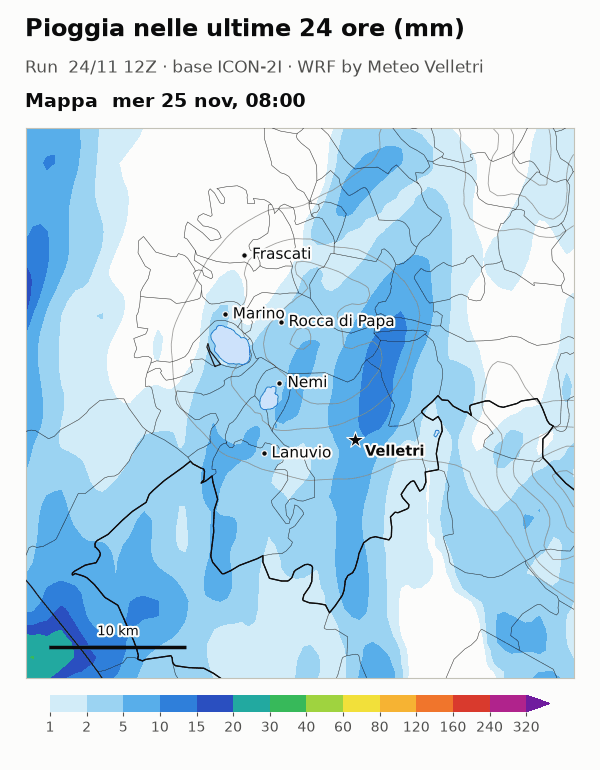 Pioggia nelle ultime 24 ore (mm)
Run  24/11 12Z · base ICON-2I · WRF by Meteo Velletri
Mappa  mer 25 nov, 08:00
Frascati
Marino
Rocca di Papa
Nemi
Velletri
Lanuvio
10 km
1 2 5 10 15 20 30 40 60 80 120 160 240 320